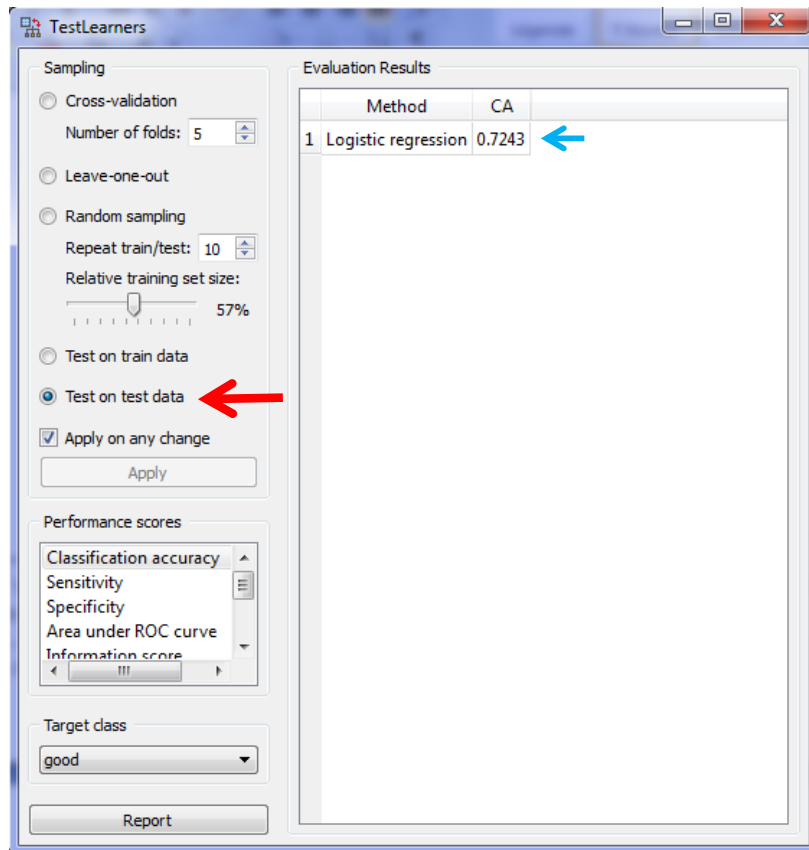 TestLearners
Sampling
Cross-validation
Number of folds: 5
Leave-one-out
Random sampling
Repeat train/test: 10
Relative training set size:
57%
Test on train data
Test on test data
Apply on any change
Apply
Performance scores
Classification accuracy
Sensitivity
Specificity
Area under ROC curve
Information score
Target class
good
Report
Evaluation Results
Method CA
1 Logistic regression 0.7243